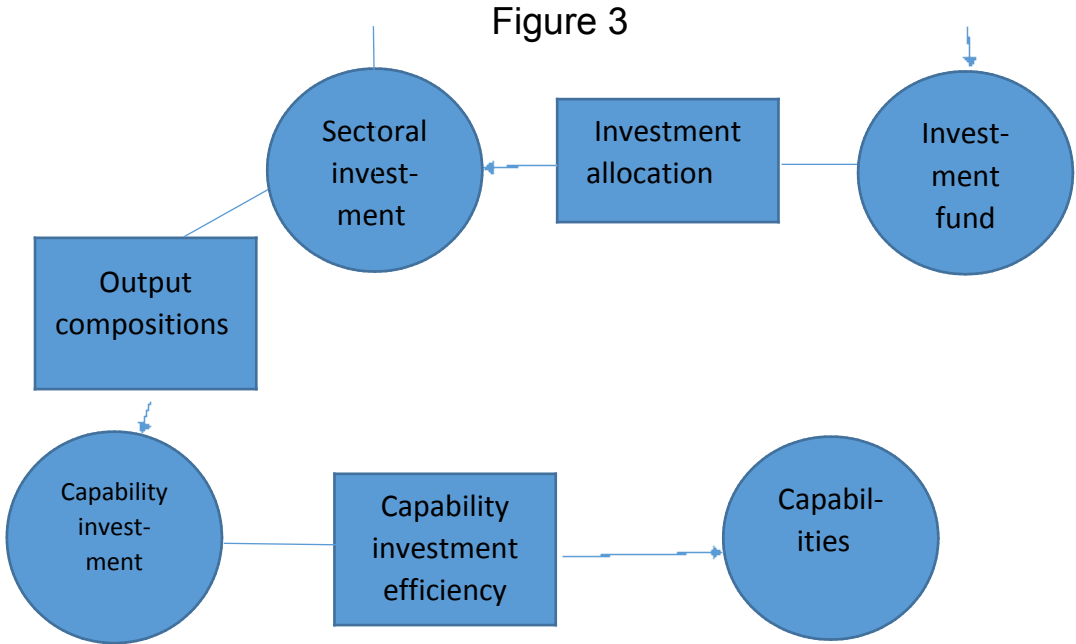 Figure 3
Sectoral
invest-
ment
Investment
allocation
Invest-
ment
fund
Output
compositions
Capability
invest-
ment
Capability
investment
efficiency
Capabil-
ities